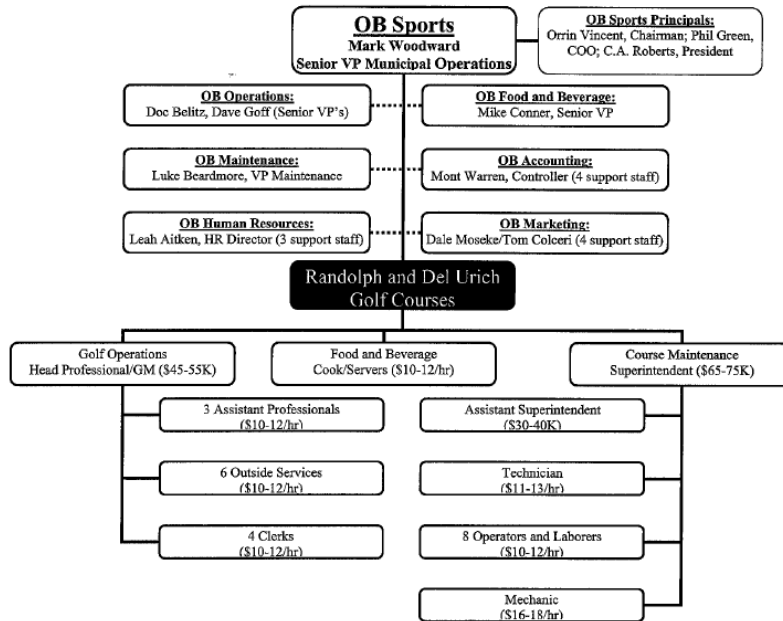 OB Sports
Mark Woodward
Senior VP Municipal Operations
OB Sports Principals:
Orrin Vincent, Chairman; Phil Green,
COO; C.A. Roberts, President
OB Operations:
Doc Belitz, Dave Goff (Senior VP's)
OB Food and Beverage:
Mike Conner, Senior VP
OB Maintenance:
Luke Beardmore, VP Maintenance
OB Accounting:
Mont Warren, Controller (4 support staff)
OB Human Resources:
Leah Aitken, HR Director (3 support staff)
OB Marketing:
Dale Moseke/Tom Colceri (4 support staff)
Randolph and Del Urich
Golf Courses
Golf Operations
Head Professional/GM ($45-55K)
Food and Beverage
Cook/Servers ($10-12/hr)
Course Maintenance
Superintendent ($65-75K)
3 Assistant Professionals
($10-12/hr)
Assistant Superintendent
($30-40K)
6 Outside Services
($10-12/hr)
Technician
($11-13/hr)
4 Clerks
($10-12/hr)
8 Operators and Laborers
($10-12/hr)
Mechanic
($16-18/hr)